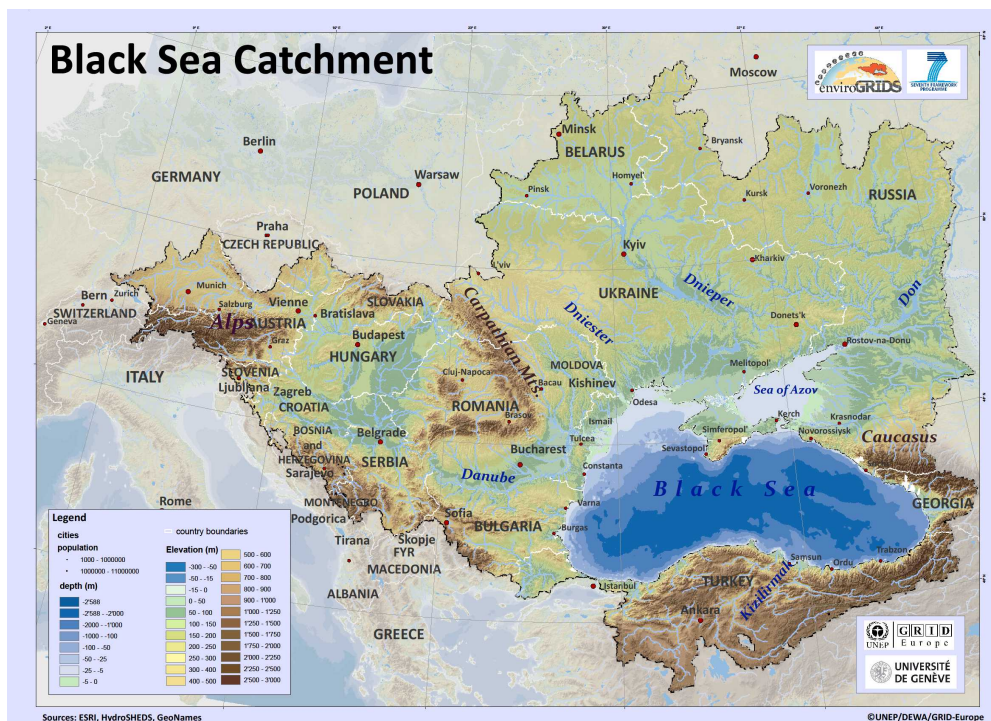 Black Sea Catchment
enviroGRIDS
SEVENTH FRAMEWORK
PROGRAMME
Moscow
Minsk
BELARUS
Bryansk
Berlin
GERMANY
Warsaw
POLAND
Pinsk
Homyel'
Kursk
Voronezh
RUSSIA
Praha
CZECH REPUBLIC
Kyiv
Kharkiv
L'viv
UKRAINE
Dnieper
Don
Munich
Bern
Zurich
SWITZERLAND
Geneva
Salzburg
Vienne
SLOVAKIA
Bratislava
Alps
AUSTRIA
Graz
Budapest
HUNGARY
Carpathian Mts
Dniester
Donets'k
Rostov-na-Donu
ITALY
SLOVENIA
Ljubljana
Zagreb
CROATIA
Cluj-Napoca
MOLDOVA
Bacau
Kishinev
Melitopol'
Sea of Azov
Odesa
ROMANIA
Brasov
Ismail
Kerch
Krasnodar
Simferopol'
Novorossiysk
BOSNIA
and
HERZEGOVINA
Sarajevo
Belgrade
SERBIA
Bucharest
Tulcea
Sevastopol'
Caucasus
Danube
Constanta
Black Sea
MONTENEGRO
Podgorica
Rome
Sofia
BULGARIA
Varna
Burgas
GEORGIA
Tirana
Skopje
FYR
MACEDONIA
ALBANIA
GREECE
Istanbul
TURKEY
Ankara
Kizilirmak
Samsun
Ordu
Trabzon
Legend
cities
population
1000 - 1000000
1000000 - 11000000
depth (m)
-2'588
-2'588 - -2'000
-2000 - -1'000
-1000 - -100
-100 - -50
-50 - -25
-25 - -5
-5 - 0
country boundaries
Elevation (m)
-300 - -50
-50 - -15
-15 - 0
0 - 50
50 - 100
100 - 150
150 - 200
200 - 250
250 - 300
300 - 400
400 - 500
500 - 600
600 - 700
700 - 800
800 - 900
900 - 1'000
1'000 - 1'250
1'250 - 1'500
1'500 - 1'750
1'750 - 2'000
2'000 - 2'250
2'250 - 2'500
2'500 - 3'000
UNEP
GRID
Europe
UNIVERSITÉ
DE GENÈVE
Sources: ESRI, HydroSHEDS, GeoNames
©UNEP/DEWA/GRID-Europe